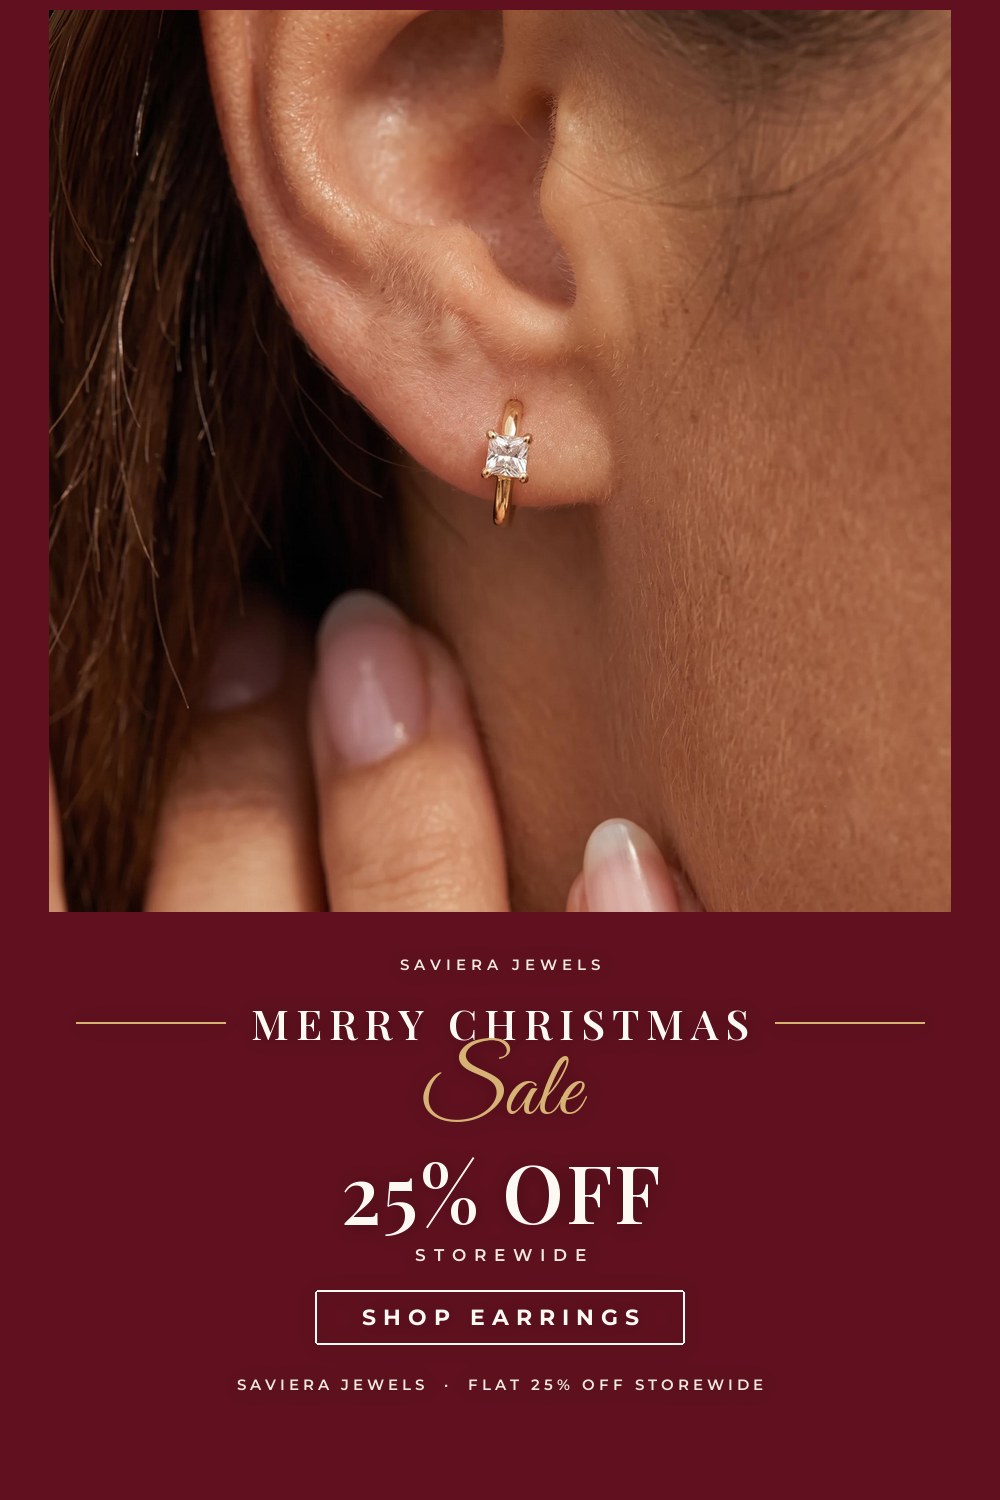 SAVIERA JEWELS
MERRY CHRISTMAS
Sale
25% OFF
STOREWIDE
SHOP EARRINGS
SAVIERA JEWELS · FLAT 25% OFF STOREWIDE